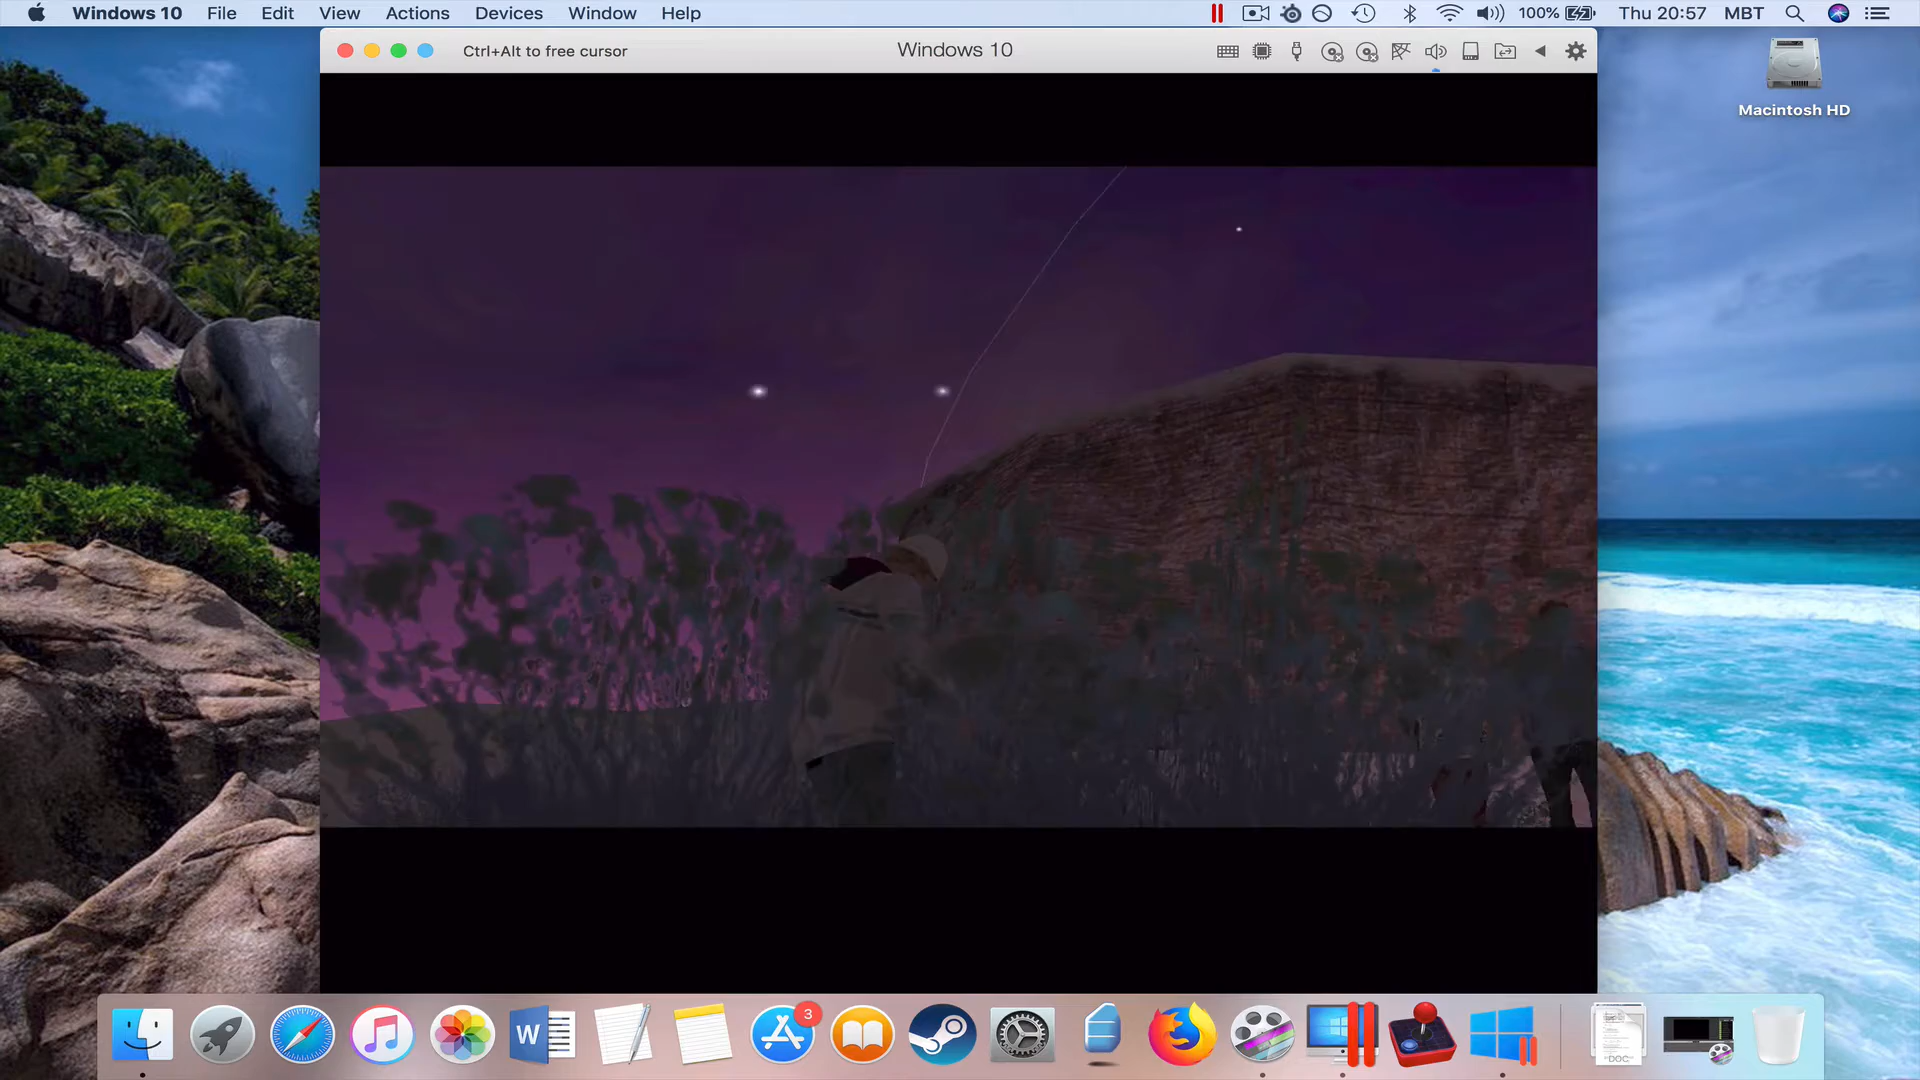 Windows 10 File Edit View Actions Devices Window Help 100% Thu 20:57 MBT
Ctrl+Alt to free cursor Windows 10
Macintosh HD
3
W
DOC